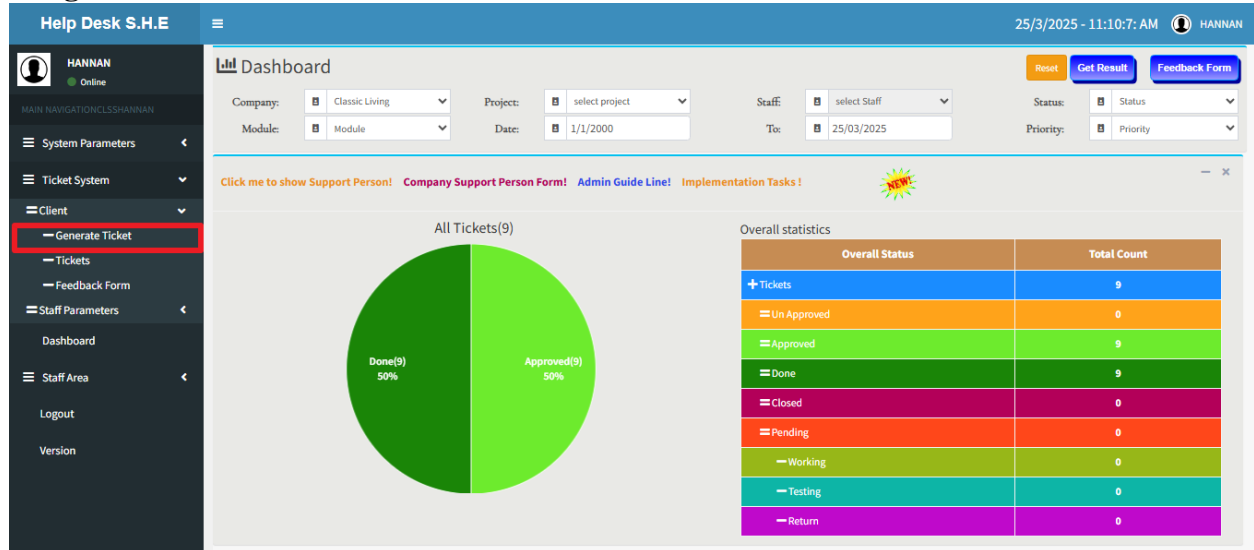 Help Desk S.H.E
25/3/2025 - 11:10:7: AM HANNAN
HANNAN
Online
MAIN NAVIGATIONCLSSHANNAN
System Parameters
Ticket System
Client
Generate Ticket
Tickets
Feedback Form
Staff Parameters
Dashboard
Staff Area
Logout
Version
Dashboard
Reset Get Result Feedback Form
Company: Classic Living Project: select project Staff: select Staff Status: Status
Module: Module Date: 1/1/2000 To: 25/03/2025 Priority: Priority
Click me to show Support Person! Company Support Person Form! Admin Guide Line! Implementation Tasks ! NEW!
All Tickets(9)
Done(9)
50%
Approved(9)
50%
Overall statistics
Overall Status Total Count
Tickets 9
Un Approved 0
Approved 9
Done 9
Closed 0
Pending 0
Working 0
Testing 0
Return 0